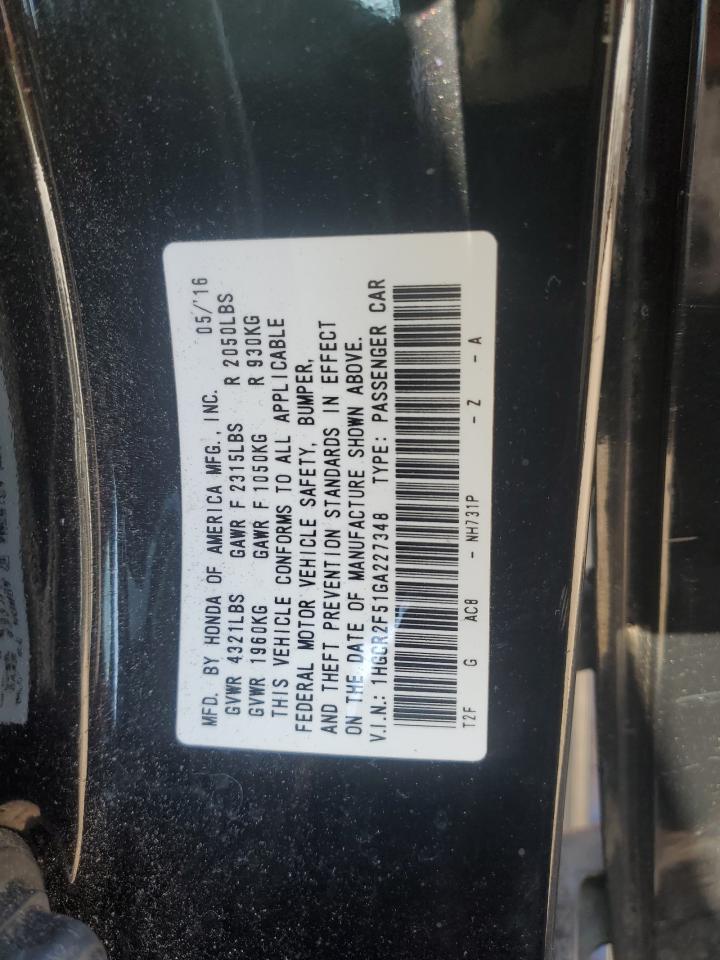 MFD. BY HONDA OF AMERICA MFG., INC. 05/'16
GVWR 4321LBS GAWR F 2315LBS R 2050LBS
GVWR 1960KG GAWR F 1050KG R 930KG
THIS VEHICLE CONFORMS TO ALL APPLICABLE
FEDERAL MOTOR VEHICLE SAFETY, BUMPER,
AND THEFT PREVENTION STANDARDS IN EFFECT
ON THE DATE OF MANUFACTURE SHOWN ABOVE.
V.I.N.: 1HGCR2F51GA227348 TYPE: PASSENGER CAR
T2F G AC8 - NH731P - Z - A